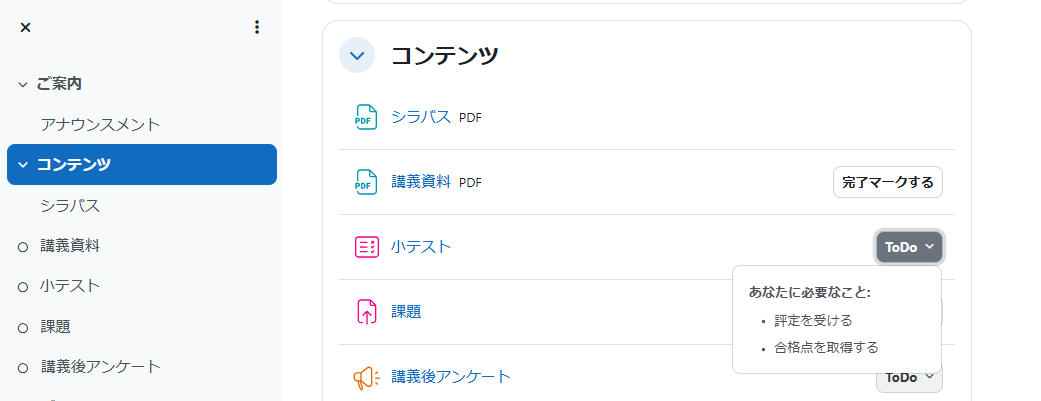 ご案内
アナウンスメント
コンテンツ
シラバス
講義資料
小テスト
課題
講義後アンケート
コンテンツ
PDF シラバス PDF
PDF 講義資料 PDF 完了マークする
小テスト ToDo
あなたに必要なこと:
• 評定を受ける
• 合格点を取得する
課題
講義後アンケート ToDo